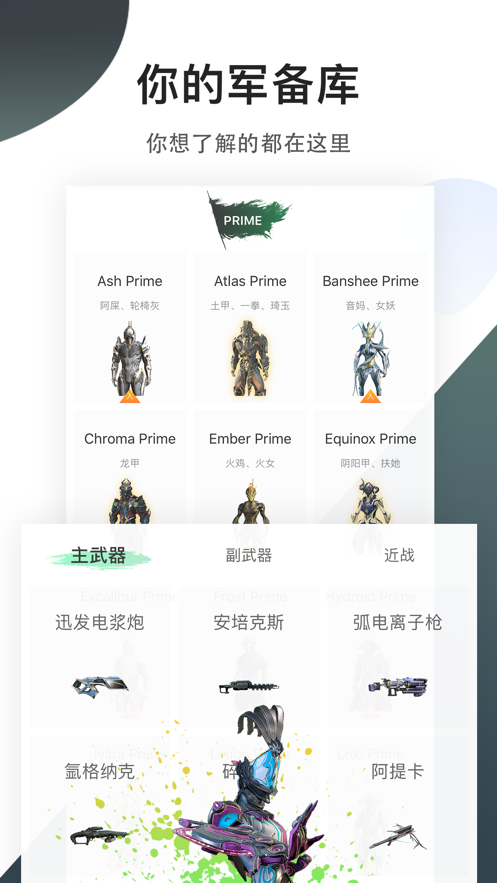 你的军备库
你想了解的都在这里
PRIME
Ash Prime
Atlas Prime
Banshee Prime
阿屎、轮椅灰
土甲、一拳、琦玉
音妈、女妖
Chroma Prime
Ember Prime
Equinox Prime
龙甲
火鸡、火女
阴阳甲、扶她
主武器
副武器
近战
Excalibur Prime
Frost Prime
Hydroid Prime
迅发电浆炮
安培克斯
弧电离子枪
Ivara Prime
Loki Prime
氩格纳克
碎
阿提卡